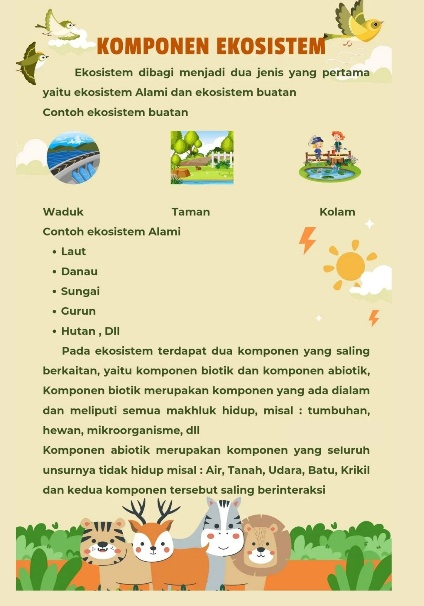 KOMPONEN EKOSISTEM
Ekosistem dibagi menjadi dua jenis yang pertama
yaitu ekosistem Alami dan ekosistem buatan
Contoh ekosistem buatan
Waduk Taman Kolam
Contoh ekosistem Alami
• Laut
• Danau
• Sungai
• Gurun
• Hutan , Dll
Pada ekosistem terdapat dua komponen yang saling
berkaitan, yaitu komponen biotik dan komponen abiotik,
Komponen biotik merupakan komponen yang ada dialam
dan meliputi semua makhluk hidup, misal : tumbuhan,
hewan, mikroorganisme, dll
Komponen abiotik merupakan komponen yang seluruh
unsurnya tidak hidup misal : Air, Tanah, Udara, Batu, Krikil
dan kedua komponen tersebut saling berinteraksi